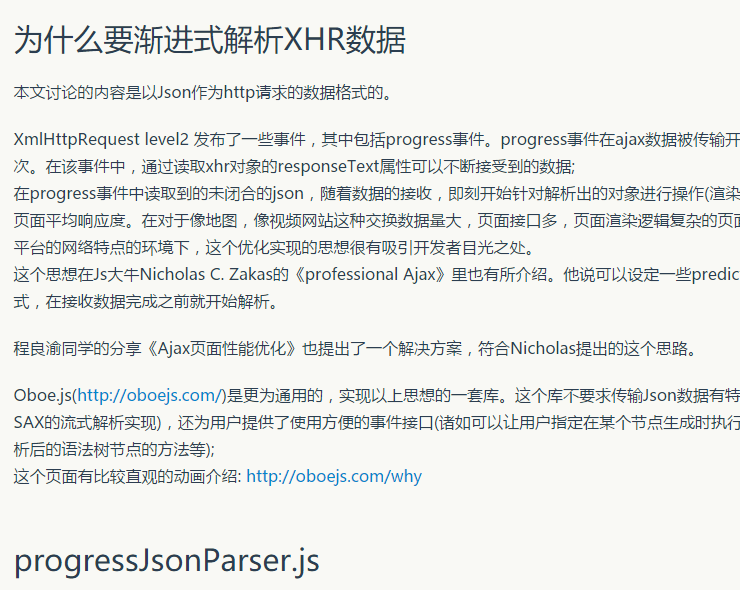 为什么要渐进式解析XHR数据
本文讨论的内容是以Json作为http请求的数据格式的。
XmlHttpRequest level2 发布了一些事件，其中包括progress事件。progress事件在ajax数据被传输开
次。在该事件中，通过读取xhr对象的responseText属性可以不断接受到的数据;
在progress事件中读取到的未闭合的json，随着数据的接收，即刻开始针对解析出的对象进行操作(渲染
页面平均响应度。在对于像地图，像视频网站这种交换数据量大，页面接口多，页面渲染逻辑复杂的页面
平台的网络特点的环境下，这个优化实现的思想很有吸引开发者目光之处。
这个思想在Js大牛Nicholas C. Zakas的《professional Ajax》里也有所介绍。他说可以设定一些predic
式，在接收数据完成之前就开始解析。
程良渝同学的分享《Ajax页面性能优化》也提出了一个解决方案，符合Nicholas提出的这个思路。
Oboe.js(http://oboejs.com/)是更为通用的，实现以上思想的一套库。这个库不要求传输Json数据有特
SAX的流式解析实现)，还为用户提供了使用方便的事件接口(诸如可以让用户指定在某个节点生成时执行
析后的语法树节点的方法等);
这个页面有比较直观的动画介绍: http://oboejs.com/why
progressJsonParser.js